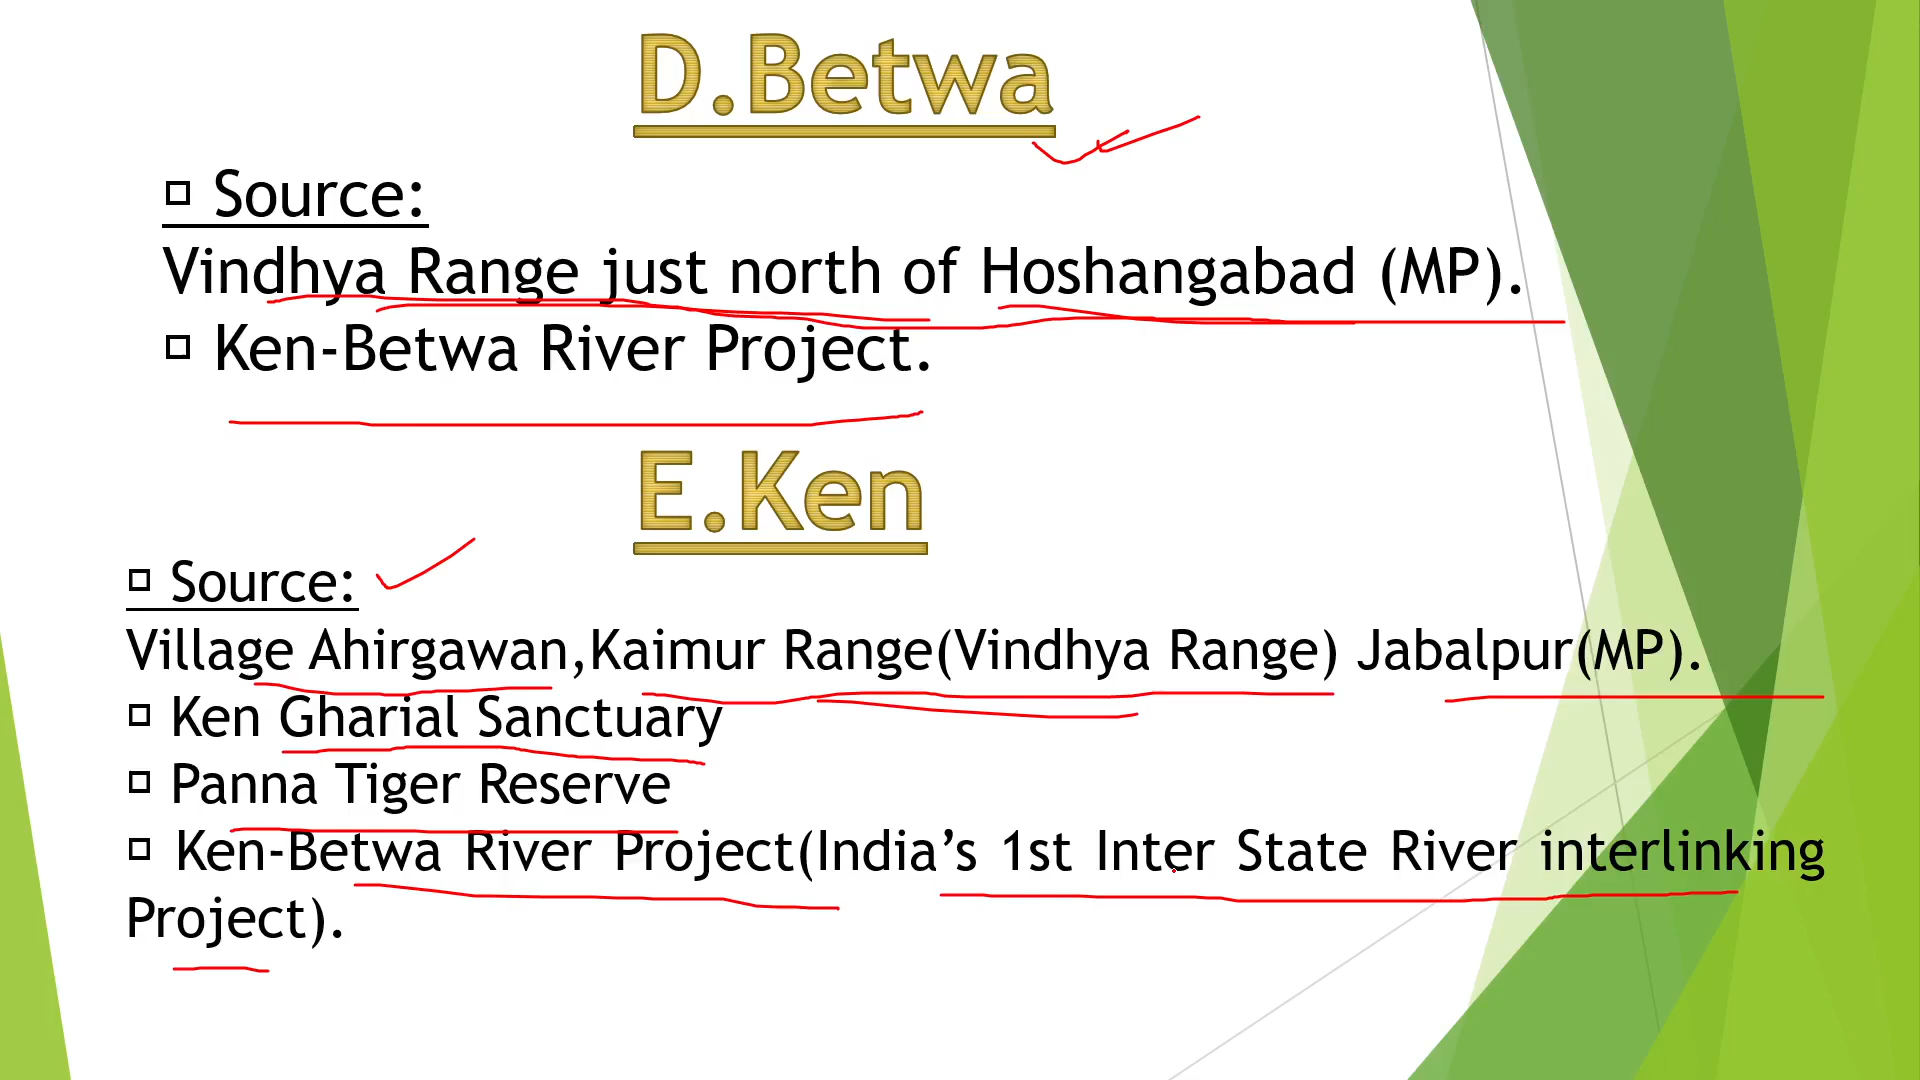 D.Betwa
Source:
Vindhya Range just north of Hoshangabad (MP).
Ken-Betwa River Project.
E.Ken
Source:
Village Ahirgawan,Kaimur Range(Vindhya Range) Jabalpur(MP).
Ken Gharial Sanctuary
Panna Tiger Reserve
Ken-Betwa River Project(India’s 1st Inter State River interlinking
Project).